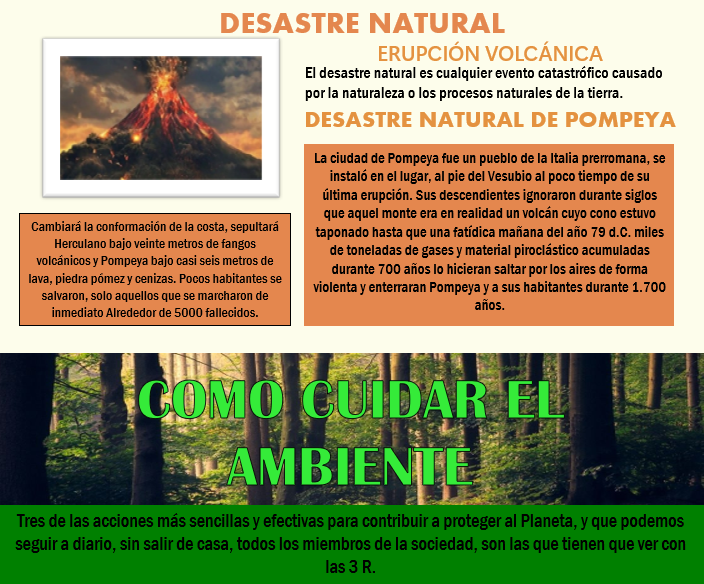 DESASTRE NATURAL
ERUPCIÓN VOLCÁNICA
El desastre natural es cualquier evento catastrófico causado
por la naturaleza o los procesos naturales de la tierra.
DESASTRE NATURAL DE POMPEYA
La ciudad de Pompeya fue un pueblo de la Italia prerromana, se
instaló en el lugar, al pie del Vesubio al poco tiempo de su
última erupción. Sus descendientes ignoraron durante siglos
que aquel monte era en realidad un volcán cuyo cono estuvo
taponado hasta que una fatídica mañana del año 79 d.C. miles
de toneladas de gases y material piroclástico acumuladas
durante 700 años lo hicieran saltar por los aires de forma
violenta y enterraran Pompeya y a sus habitantes durante 1.700
años.
Cambiará la conformación de la costa, sepultará
Herculano bajo veinte metros de fangos
volcánicos y Pompeya bajo casi seis metros de
lava, piedra pómez y cenizas. Pocos habitantes se
salvaron, solo aquellos que se marcharon de
inmediato Alrededor de 5000 fallecidos.
COMO CUIDAR EL
AMBIENTE
Tres de las acciones más sencillas y efectivas para contribuir a proteger al Planeta, y que podemos
seguir a diario, sin salir de casa, todos los miembros de la sociedad, son las que tienen que ver con
las 3 R.